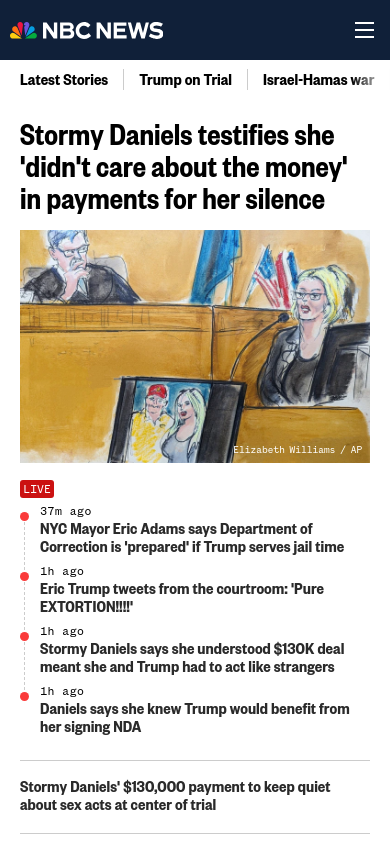 NBC NEWS
Latest Stories
Trump on Trial
Israel-Hamas war
Stormy Daniels testifies she
'didn't care about the money'
in payments for her silence
Elizabeth Williams / AP
LIVE
37m ago
NYC Mayor Eric Adams says Department of
Correction is 'prepared' if Trump serves jail time
1h ago
Eric Trump tweets from the courtroom: 'Pure
EXTORTION!!!!'
1h ago
Stormy Daniels says she understood $130K deal
meant she and Trump had to act like strangers
1h ago
Daniels says she knew Trump would benefit from
her signing NDA
Stormy Daniels' $130,000 payment to keep quiet
about sex acts at center of trial